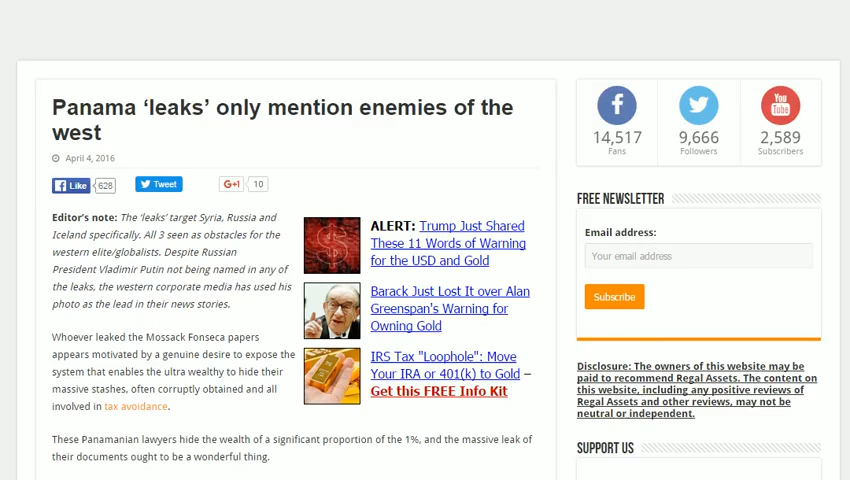 Panama ‘leaks’ only mention enemies of the
west
April 4, 2016
Like 628
Tweet
G+1 10
Editor’s note: The ‘leaks’ target Syria, Russia and
Iceland specifically. All 3 seen as obstacles for the
western elite/globalists. Despite Russian
President Vladimir Putin not being named in any of
the leaks, the western corporate media has used his
photo as the lead in their news stories.
Whoever leaked the Mossack Fonseca papers
appears motivated by a genuine desire to expose the
system that enables the ultra wealthy to hide their
massive stashes, often corruptly obtained and all
involved in tax avoidance.
These Panamanian lawyers hide the wealth of a significant proportion of the 1%, and the massive leak of
their documents ought to be a wonderful thing.
ALERT: Trump Just Shared
These 11 Words of Warning
for the USD and Gold
Barack Just Lost It over Alan
Greenspan's Warning for
Owning Gold
IRS Tax "Loophole": Move
Your IRA or 401(k) to Gold –
Get this FREE Info Kit
You
Tube
14,517
Fans
9,666
Followers
2,589
Subscribers
FREE NEWSLETTER
Email address:
Your email address
Subscribe
Disclosure: The owners of this website may be
paid to recommend Regal Assets. The content on
this website, including any positive reviews of
Regal Assets and other reviews, may not be
neutral or independent.
SUPPORT US